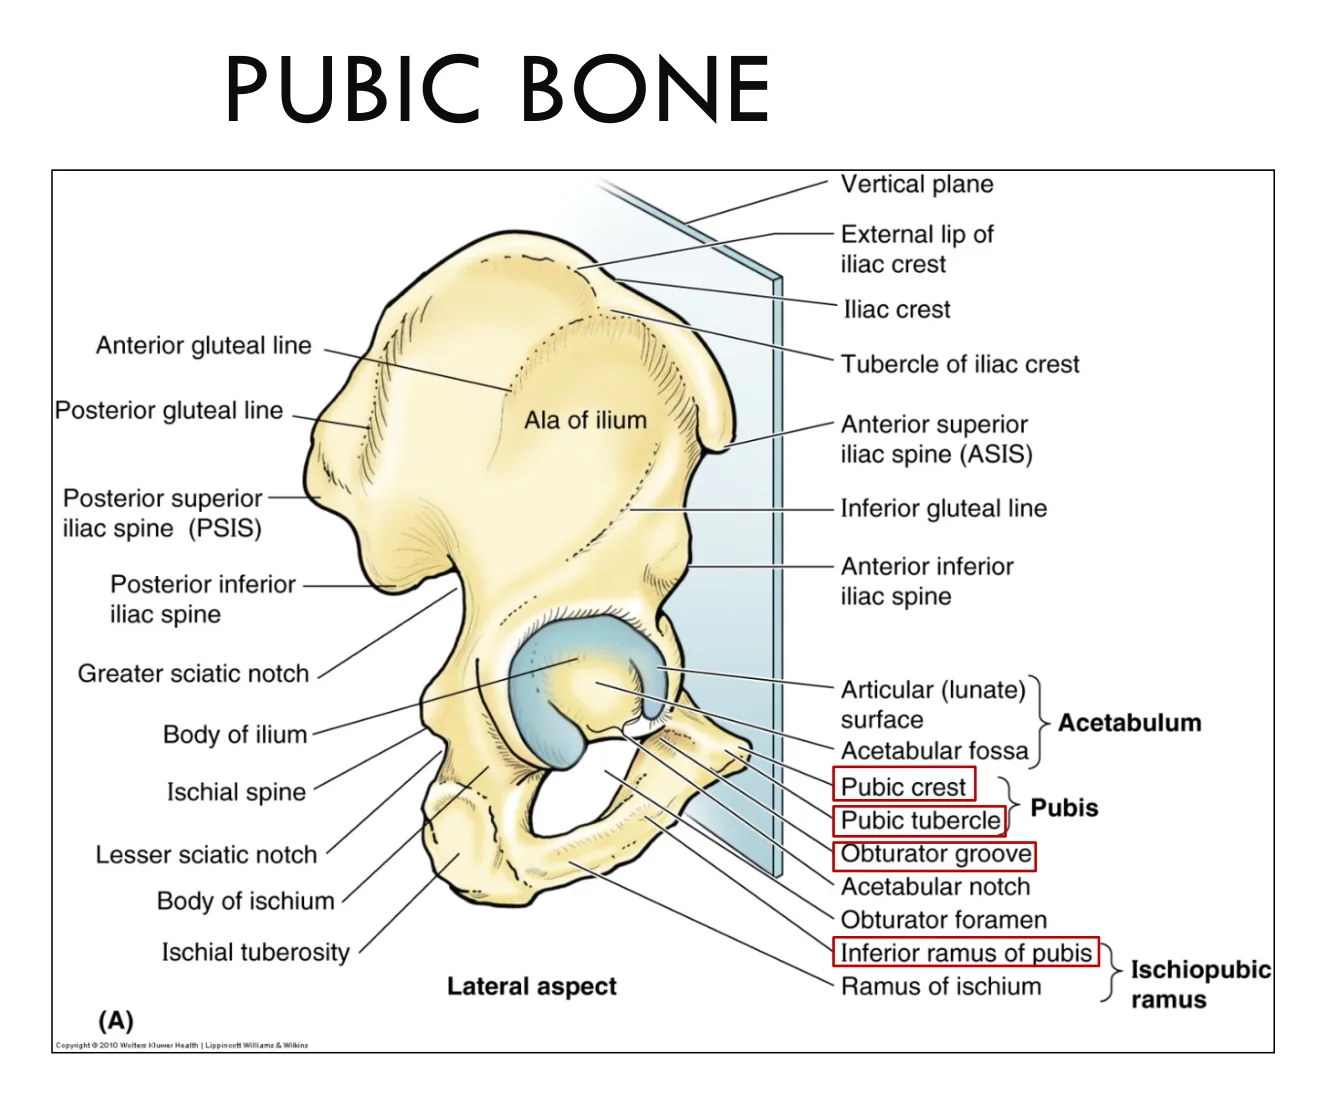 PUBIC BONE
Vertical plane
External lip of
iliac crest
Iliac crest
Tubercle of iliac crest
Anterior superior
iliac spine (ASIS)
Inferior gluteal line
Anterior inferior
iliac spine
Articular (lunate)
surface
Acetabular fossa
Acetabulum
Pubic crest
Pubic tubercle
Pubis
Obturator groove
Acetabular notch
Obturator foramen
Inferior ramus of pubis
Ramus of ischium
Ischiopubic
ramus
Anterior gluteal line
Posterior gluteal line
Ala of ilium
Posterior superior
iliac spine (PSIS)
Posterior inferior
iliac spine
Greater sciatic notch
Body of ilium
Ischial spine
Lesser sciatic notch
Body of ischium
Ischial tuberosity
Lateral aspect
(A)
Copyright © 2010 Wolters Kluwer Health | Lippincott Williams & Wilkins